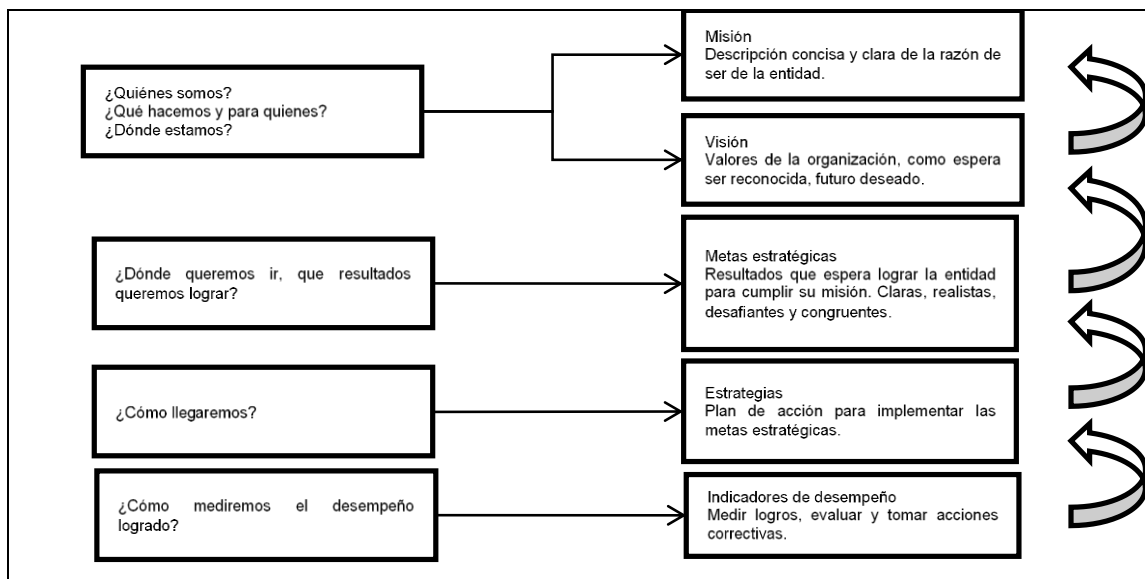 ¿Quiénes somos?
¿Qué hacemos y para quienes?
¿Dónde estamos?
Misión
Descripción concisa y clara de la razón de
ser de la entidad.
Visión
Valores de la organización, como espera
ser reconocida, futuro deseado.
¿Dónde queremos ir, que resultados
queremos lograr?
Metas estratégicas
Resultados que espera lograr la entidad
para cumplir su misión. Claras, realistas,
desafiantes y congruentes.
¿Cómo llegaremos?
Estrategias
Plan de acción para implementar las
metas estratégicas.
¿Cómo mediremos el desempeño
logrado?
Indicadores de desempeño
Medir logros, evaluar y tomar acciones
correctivas.